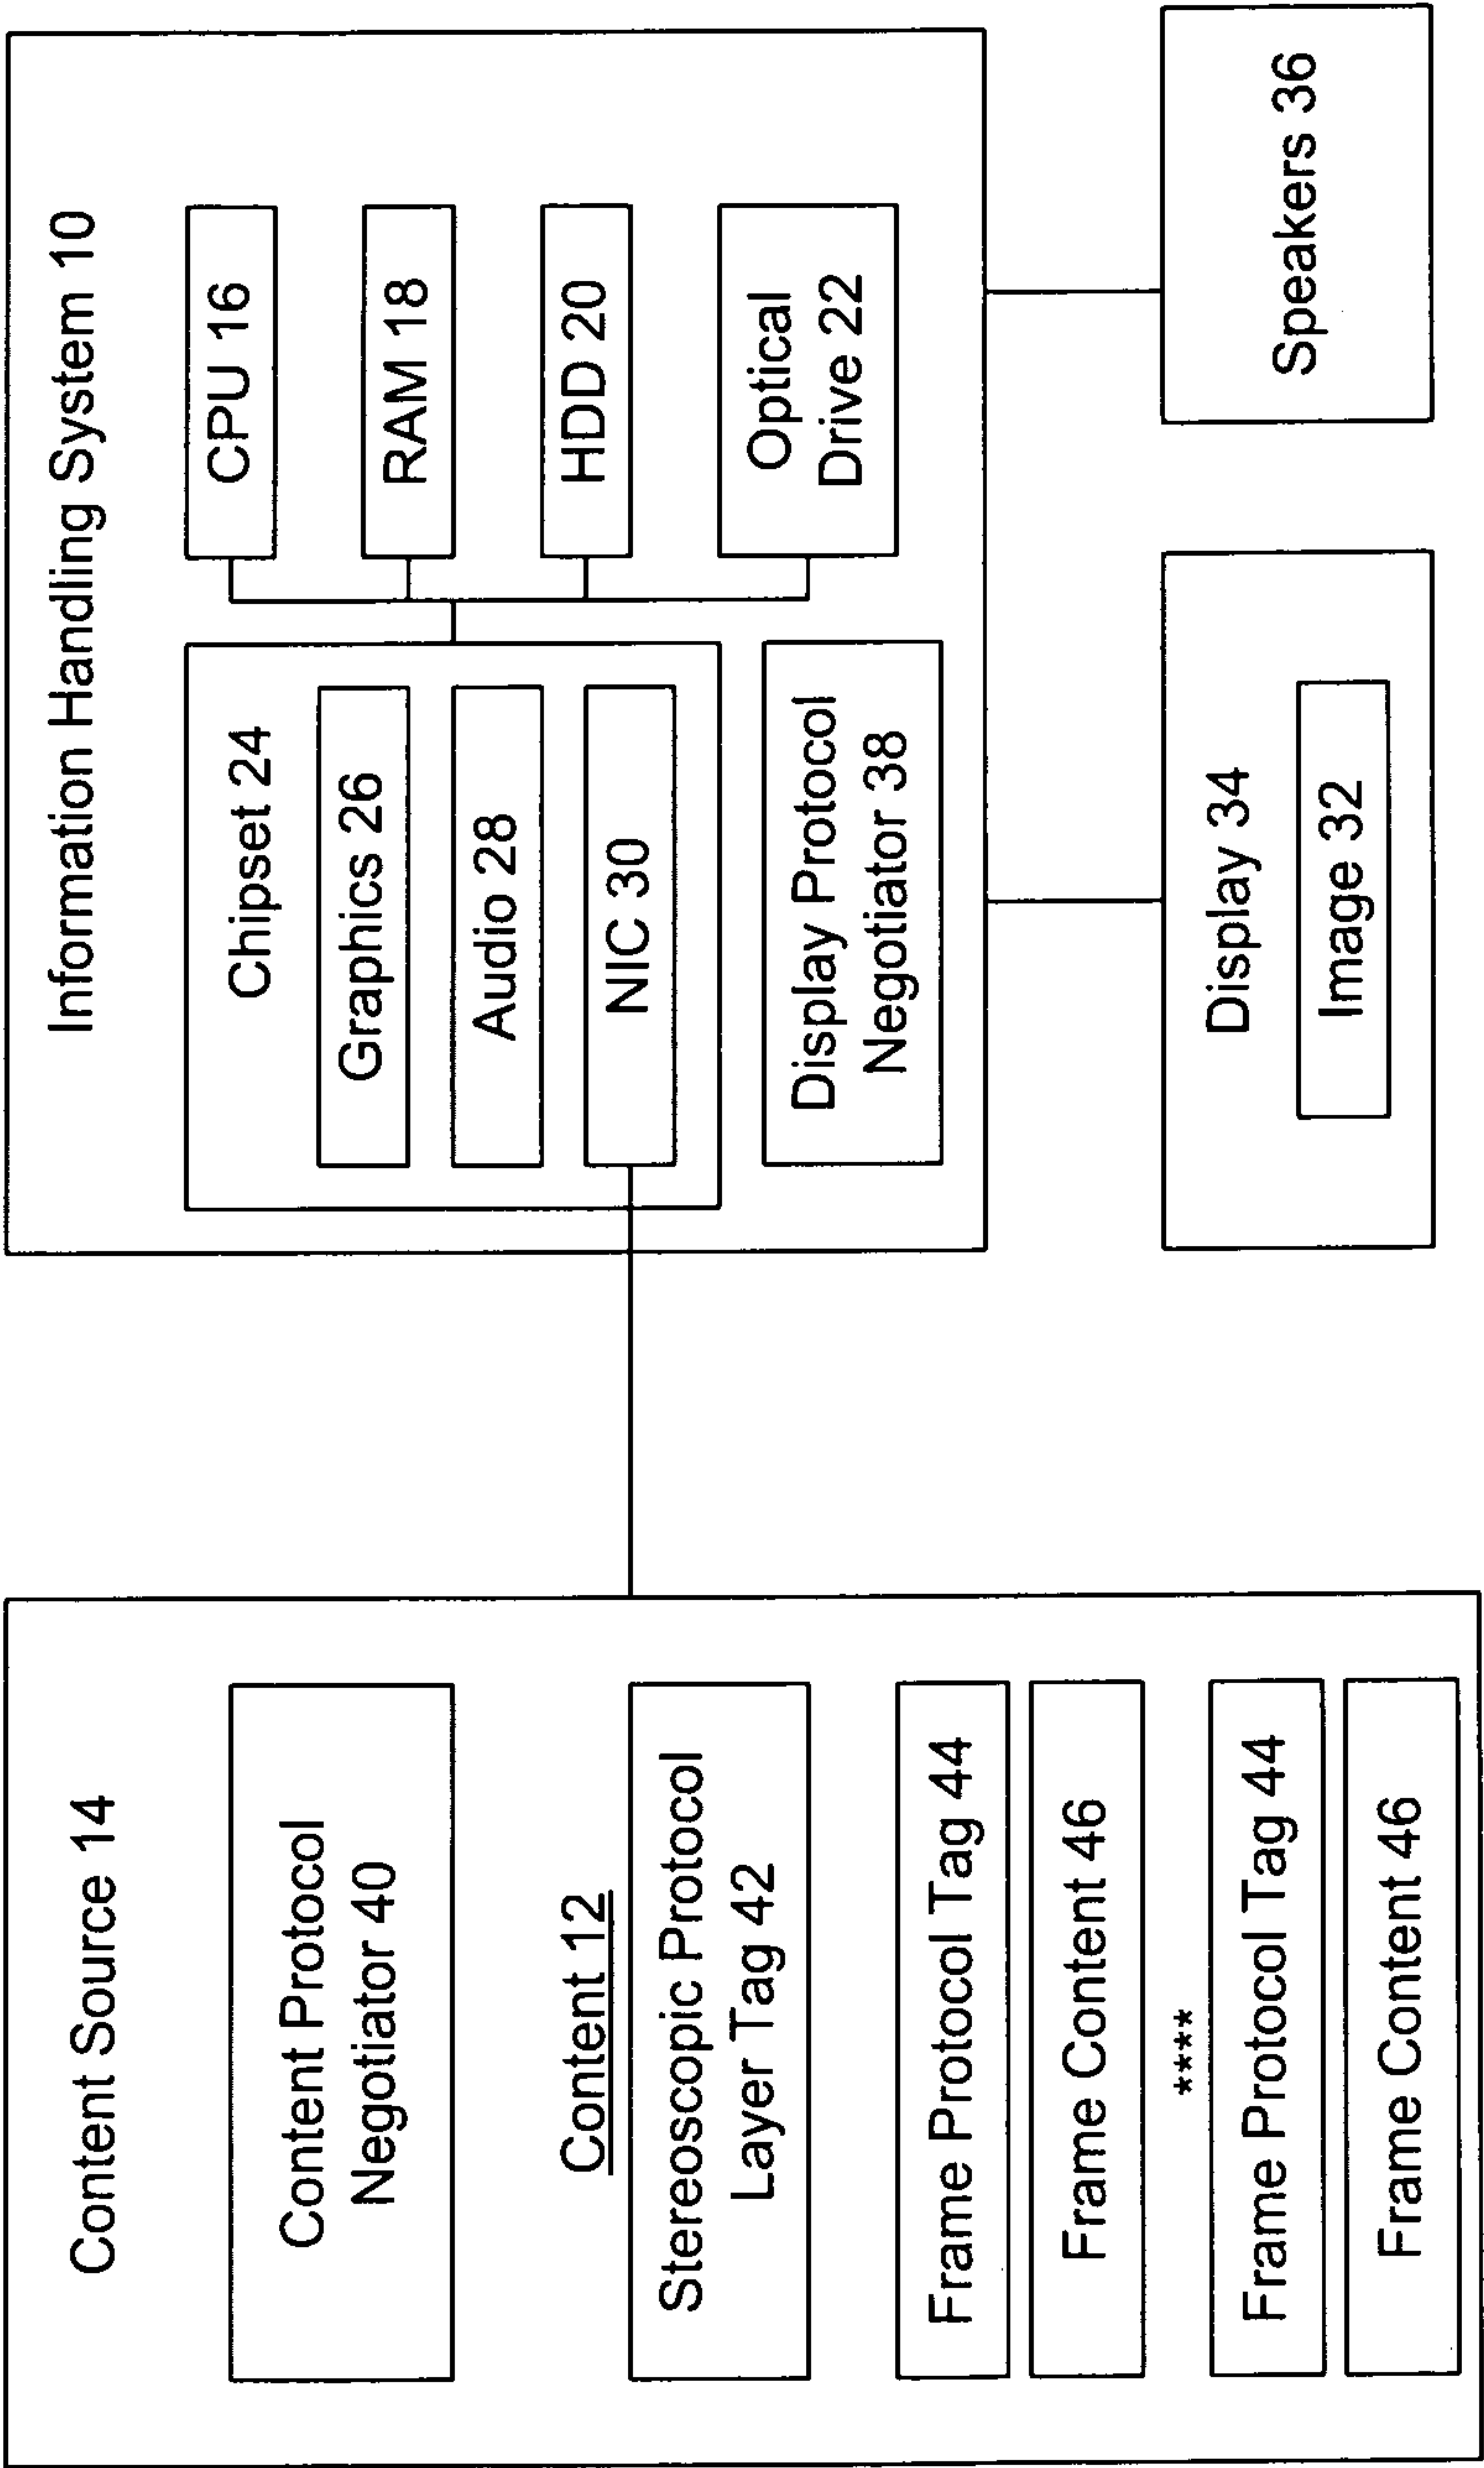 Content Source 14
Content Protocol
Negotiator 40
Content 12
Stereoscopic Protocol
Layer Tag 42
Frame Protocol Tag 44
Frame Content 46
****
Frame Protocol Tag 44
Frame Content 46
Information Handling System 10
Chipset 24
Graphics 26
Audio 28
NIC 30
Display Protocol
Negotiator 38
CPU 16
RAM 18
HDD 20
Optical
Drive 22
Display 34
Image 32
Speakers 36